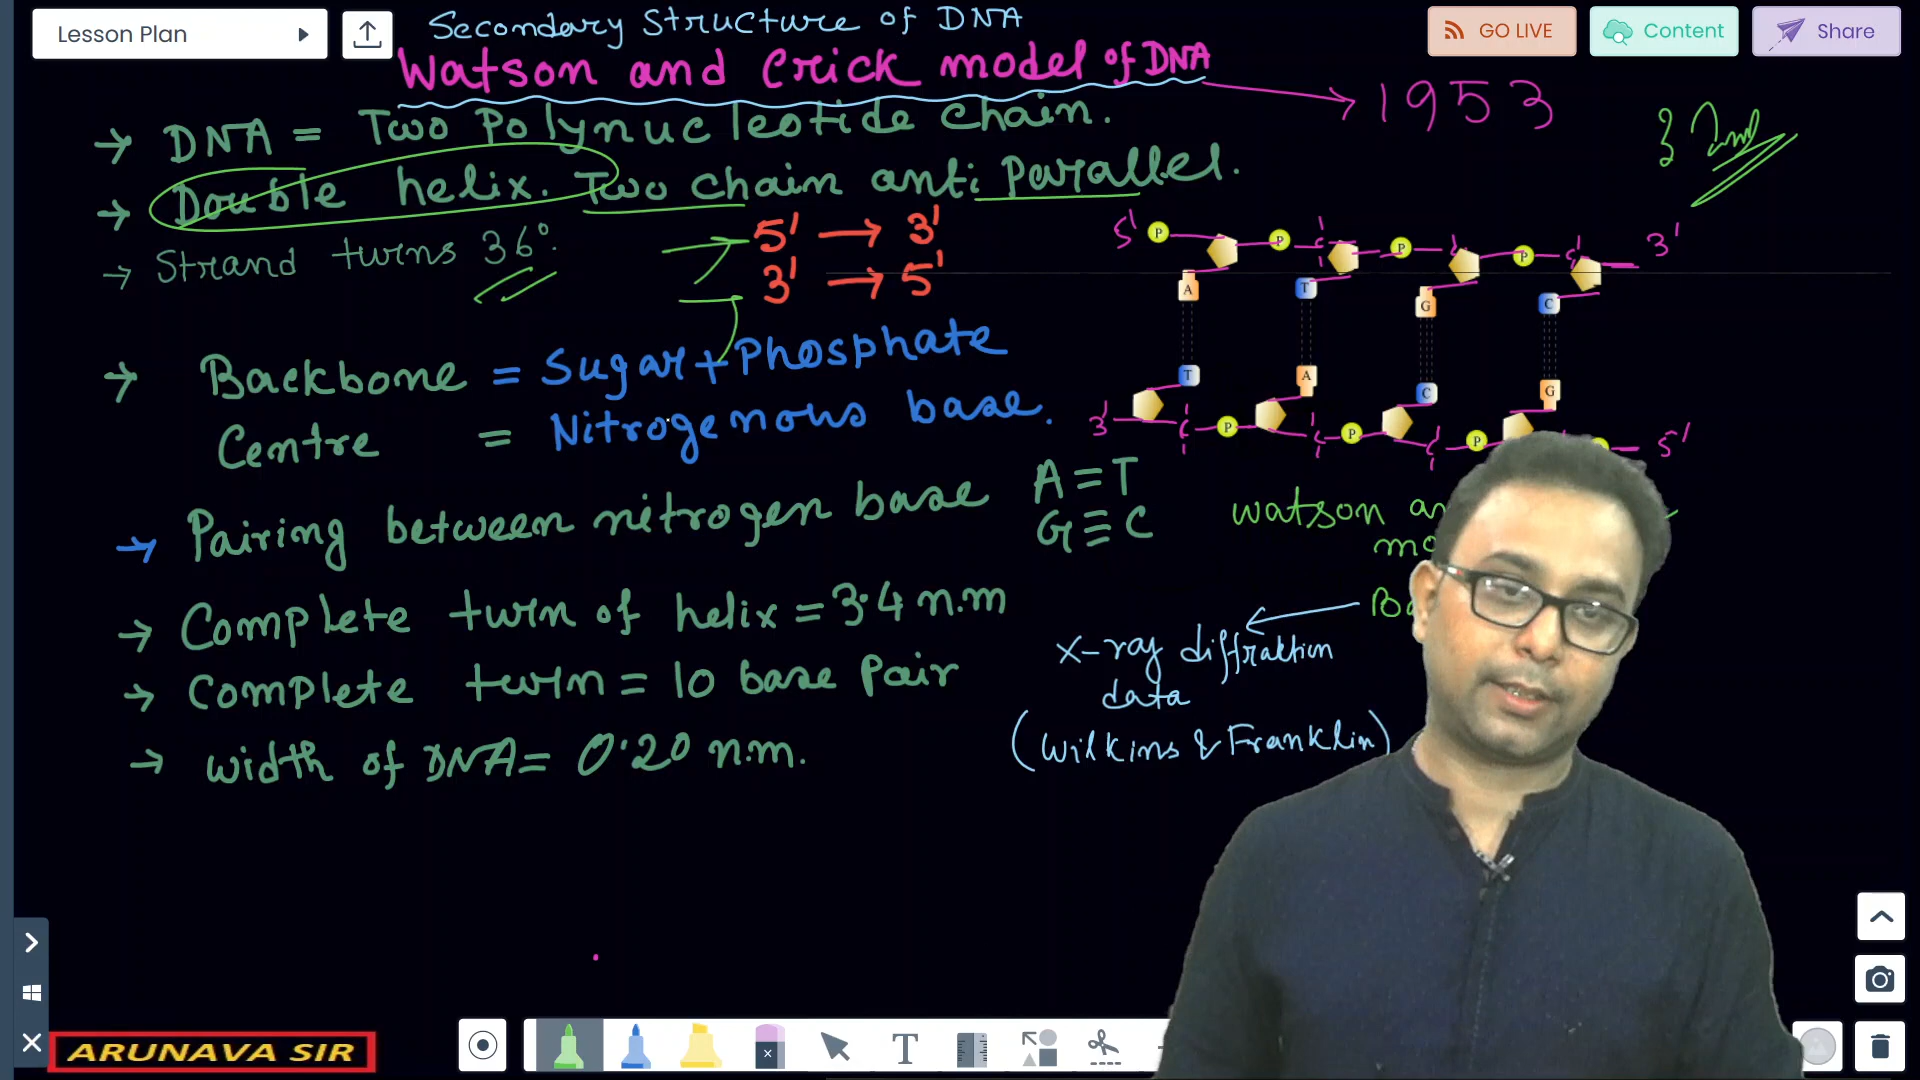 Lesson Plan
GO LIVE
Content
Share
Secondary Structure of DNA
Watson and Crick model of DNA
→ 1953
} 2nd
→ DNA = Two Polynucleotide chain.
→ Double helix. Two chain anti Parallel.
→ Strand turns 36°.
5' → 3'
3' → 5'
→ Backbone = Sugar + Phosphate
Centre = Nitrogenous base.
→ Pairing between nitrogen base A = T
G ≡ C
→ Complete turn of helix = 3.4 n.m
→ Complete turn = 10 base Pair
→ width of DNA = 0.20 n.m.
5' P P P P 3'
A T G C
T A C G
3' P P P 5'
watson
X-ray diffraction
data
(Wilkins & Franklin)
ARUNAVA SIR
T